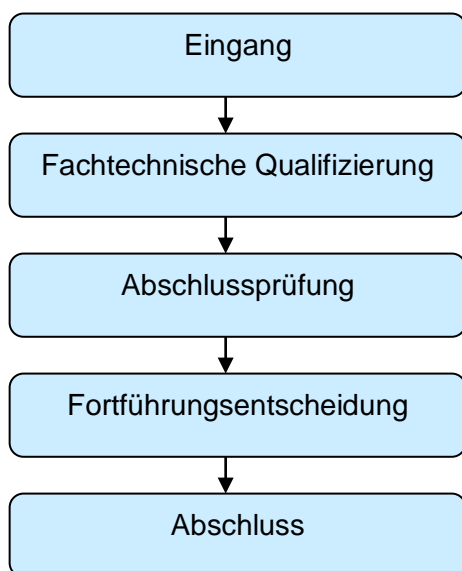 Eingang
Fachtechnische Qualifizierung
Abschlussprüfung
Fortführungsentscheidung
Abschluss